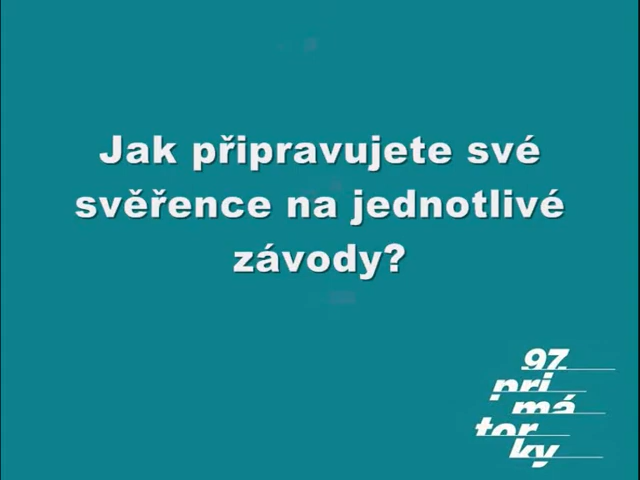 Jak připravujete své
svěřence na jednotlivé
závody?
97.
pri
má
tor
ky